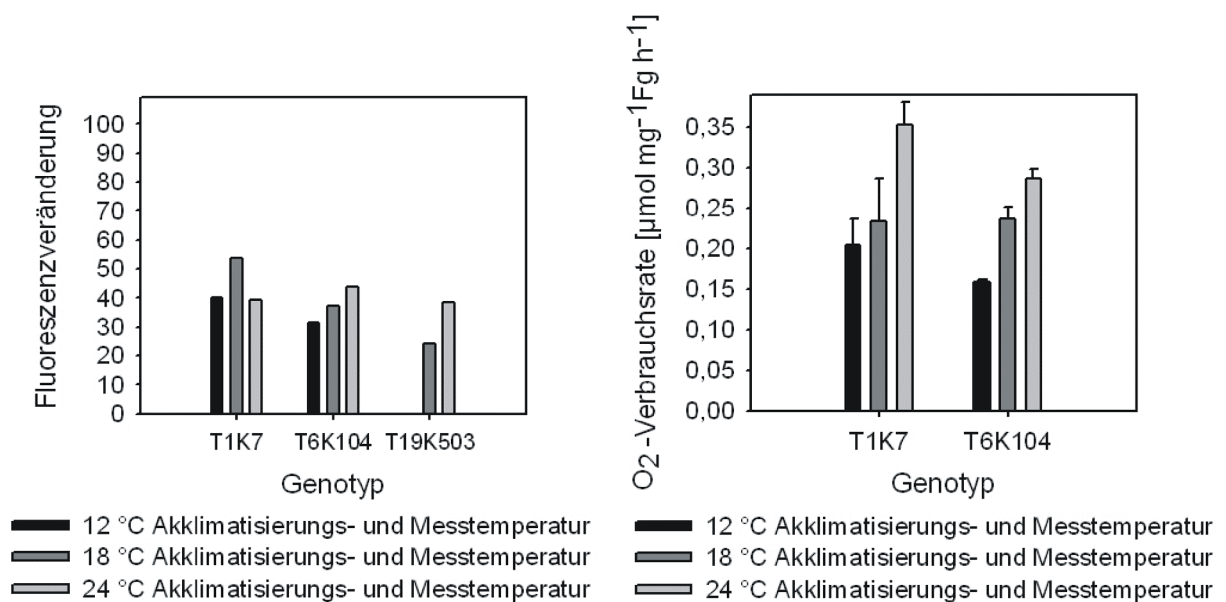 Fluoreszenzveränderung
100
90
80
70
60
50
40
30
20
10
0
T1K7 T6K104 T19K503
Genotyp
12 °C Akklimatisierungs- und Messtemperatur
18 °C Akklimatisierungs- und Messtemperatur
24 °C Akklimatisierungs- und Messtemperatur
O2 -Verbrauchsrate [µmol mg-1Fg h-1]
0,35
0,30
0,25
0,20
0,15
0,10
0,05
0,00
T1K7 T6K104
Genotyp
12 °C Akklimatisierungs- und Messtemperatur
18 °C Akklimatisierungs- und Messtemperatur
24 °C Akklimatisierungs- und Messtemperatur